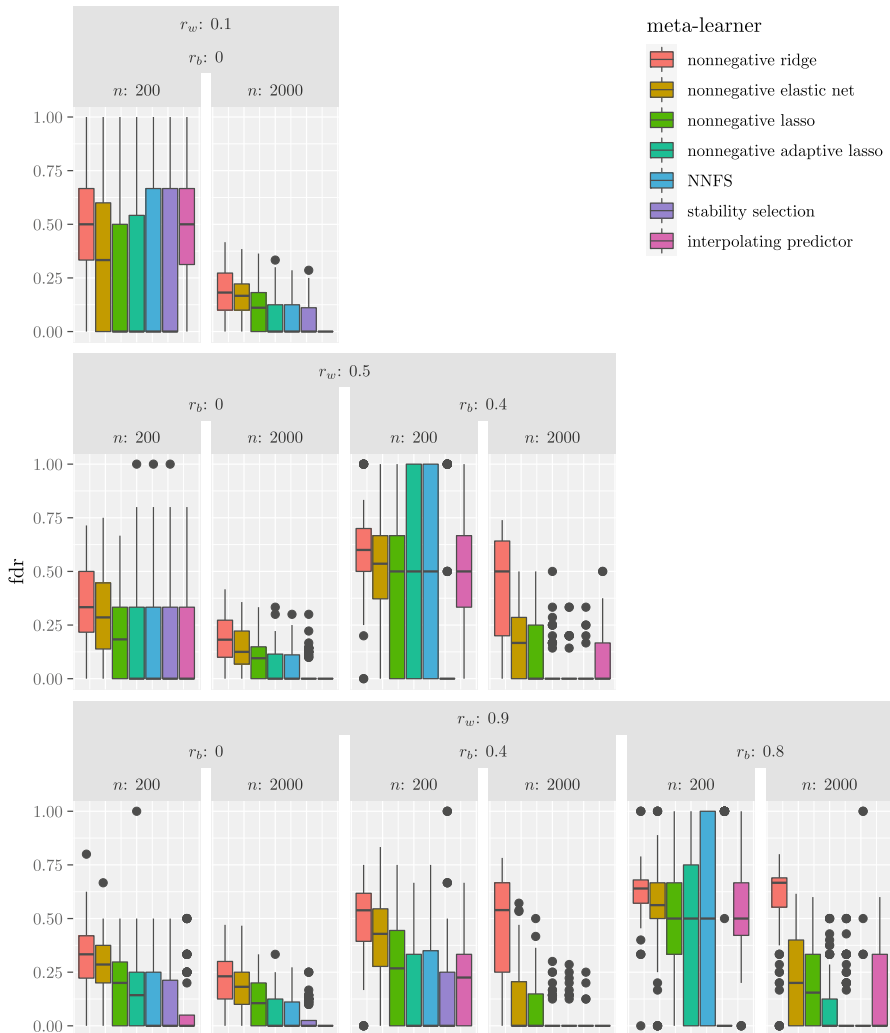 r_w: 0.1
r_b: 0
n: 200 n: 2000
1.00
0.75
0.50
0.25
0.00
meta-learner
nonnegative ridge
nonnegative elastic net
nonnegative lasso
nonnegative adaptive lasso
NNFS
stability selection
interpolating predictor
r_w: 0.5
r_b: 0 r_b: 0.4
n: 200 n: 2000 n: 200 n: 2000
1.00
0.75
0.50
0.25
0.00
fdr
r_w: 0.9
r_b: 0 r_b: 0.4 r_b: 0.8
n: 200 n: 2000 n: 200 n: 2000 n: 200 n: 2000
1.00
0.75
0.50
0.25
0.00